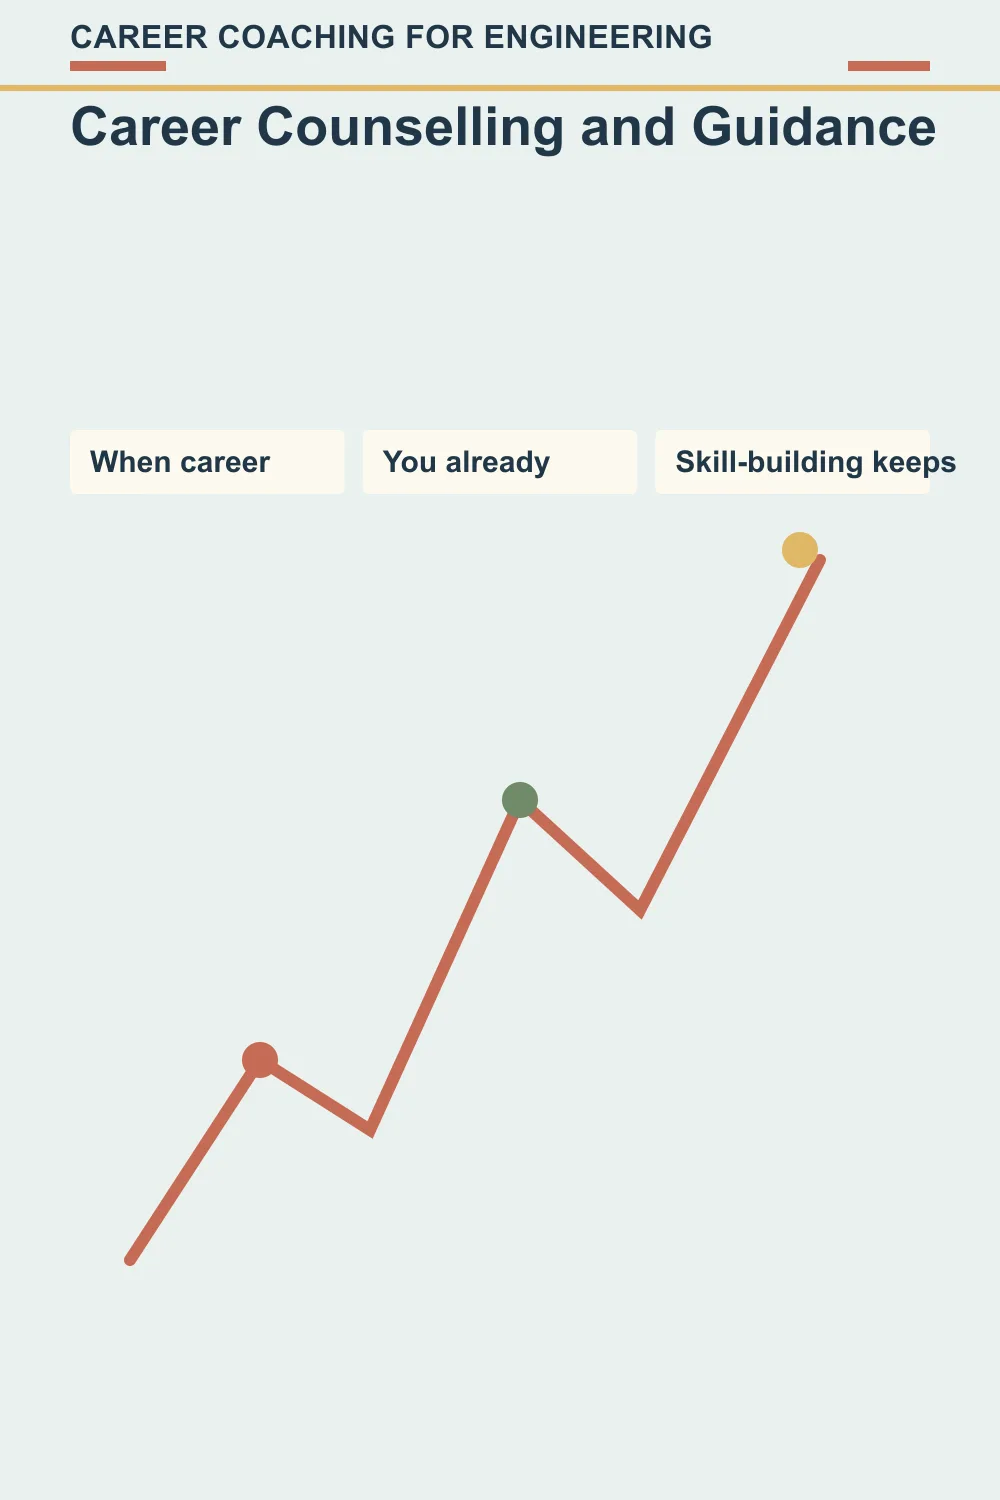 CAREER COACHING FOR ENGINEERING
Career Counselling and Guidance
When career
You already
Skill-building keeps